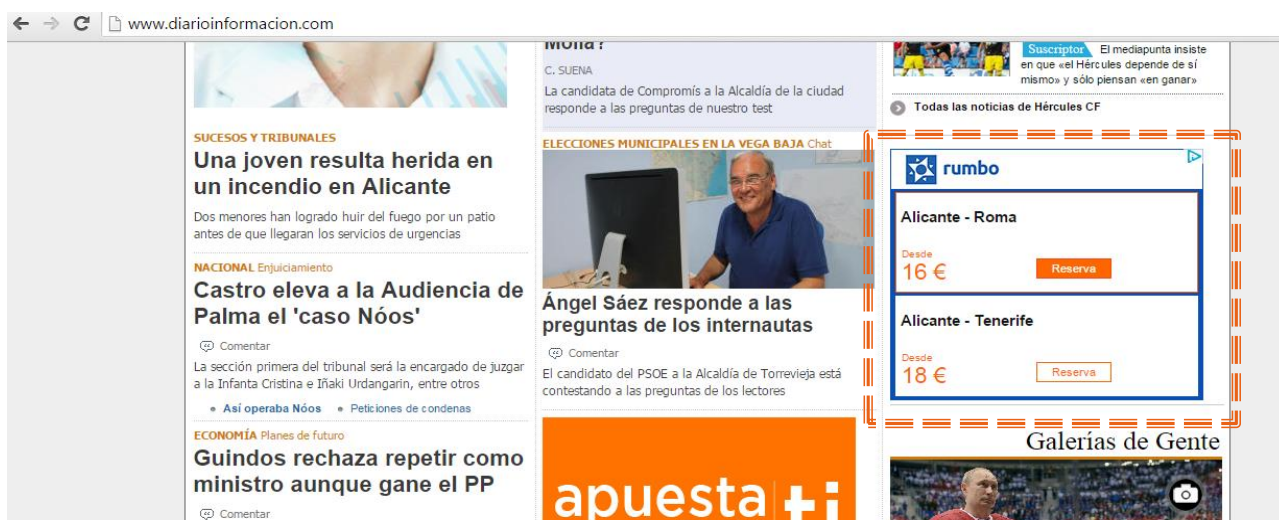 www.diarioinformacion.com
SUCESOS Y TRIBUNALES
Una joven resulta herida en
un incendio en Alicante
Dos menores han logrado huir del fuego por un patio
antes de que llegaran los servicios de urgencias
NACIONAL Enjuiciamiento
Castro eleva a la Audiencia de
Palma el 'caso Nóos'
Comentar
La sección primera del tribunal será la encargado de juzgar
a la Infanta Cristina e Iñaki Urdangarin, entre otros
Así operaba Nóos
Peticiones de condenas
ECONOMÍA Planes de futuro
Guindos rechaza repetir como
ministro aunque gane el PP
Comentar
Mollà?
C. SUENA
La candidata de Compromís a la Alcaldía de la ciudad
responde a las preguntas de nuestro test
ELECCIONES MUNICIPALES EN LA VEGA BAJA Chat
Ángel Sáez responde a las
preguntas de los internautas
Comentar
El candidato del PSOE a la Alcaldía de Torrevieja está
contestando a las preguntas de los lectores
apuesta +i
Suscriptor El mediapunta insiste
en que «el Hércules depende de sí
mismo» y sólo piensan «en ganar»
Todas las noticias de Hércules CF
rumbo
Alicante - Roma
Desde
16 €
Reserva
Alicante - Tenerife
Desde
18 €
Reserva
Galerías de Gente